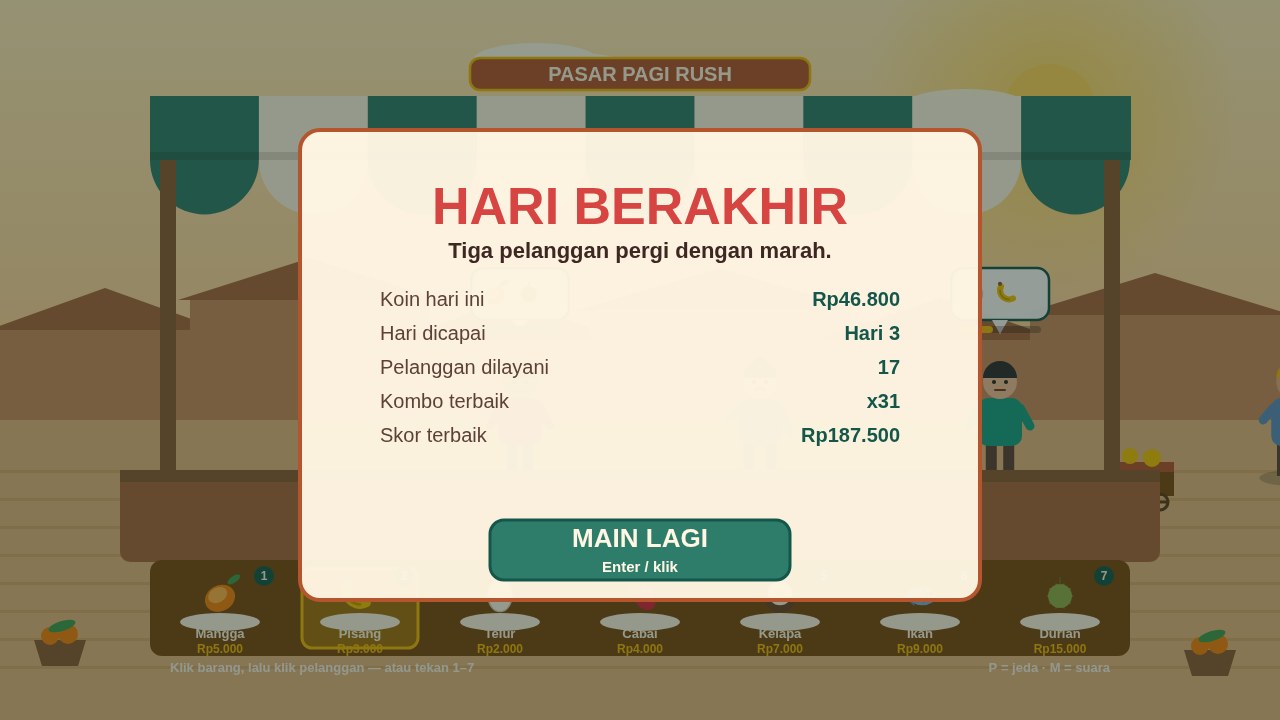 PASAR PAGI RUSH
HARI BERAKHIR
Tiga pelanggan pergi dengan marah.
Koin hari ini Rp46.800
Hari dicapai Hari 3
Pelanggan dilayani 17
Kombo terbaik x31
Skor terbaik Rp187.500
MAIN LAGI
Enter / klik
1 7
Mangga Pisang Telur Cabai Kelapa Ikan Durian
Rp5.000 Rp3.000 Rp2.000 Rp4.000 Rp7.000 Rp9.000 Rp15.000
Klik barang, lalu klik pelanggan — atau tekan 1–7 P = jeda · M = suara